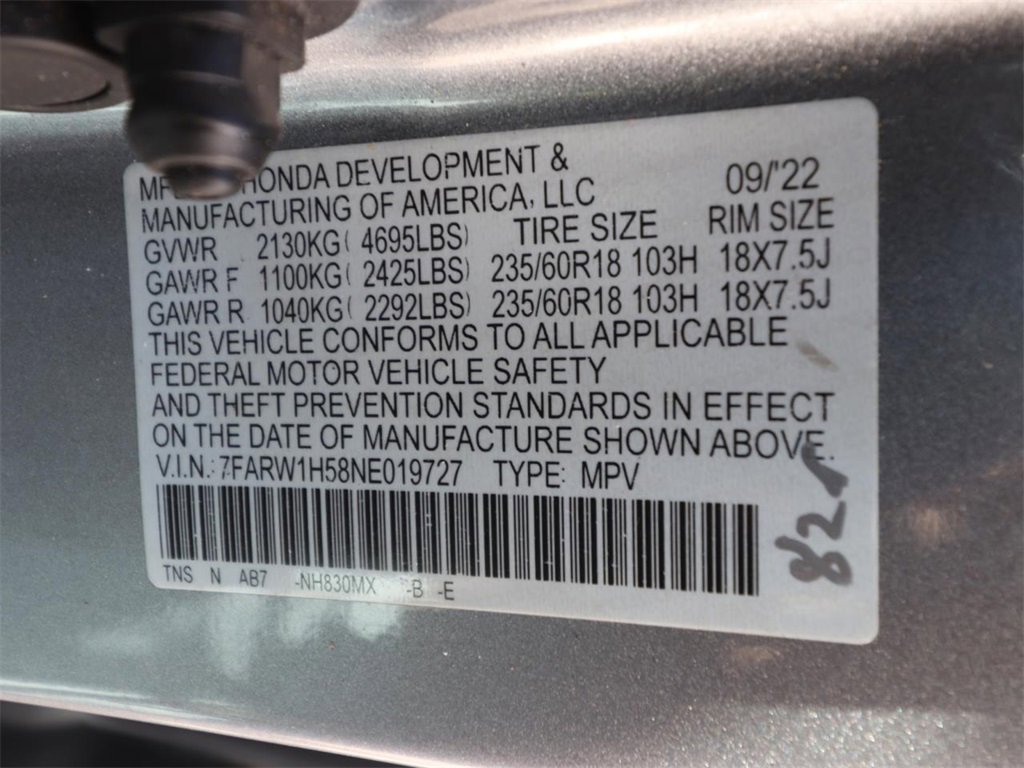 HONDA DEVELOPMENT & 09/'22
MANUFACTURING OF AMERICA, LLC
GVWR 2130KG( 4695LBS) TIRE SIZE RIM SIZE
GAWR F 1100KG( 2425LBS) 235/60R18 103H 18X7.5J
GAWR R 1040KG( 2292LBS) 235/60R18 103H 18X7.5J
THIS VEHICLE CONFORMS TO ALL APPLICABLE
FEDERAL MOTOR VEHICLE SAFETY
AND THEFT PREVENTION STANDARDS IN EFFECT
ON THE DATE OF MANUFACTURE SHOWN ABOVE.
V.I.N.: 7FARW1H58NE019727 TYPE: MPV
TNS N AB7 -NH830MX -B -E